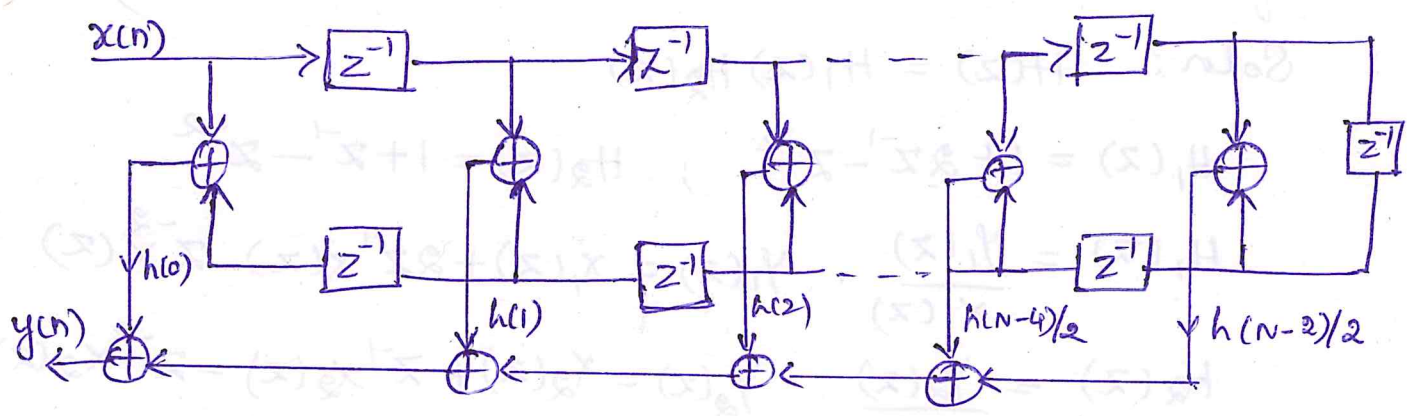 x(n) z⁻¹ z⁻¹ z⁻¹
z⁻¹
z⁻¹ z⁻¹ z⁻¹
h(0)
h(1) h(2) h(N-4)/2 h(N-2)/2
y(n)